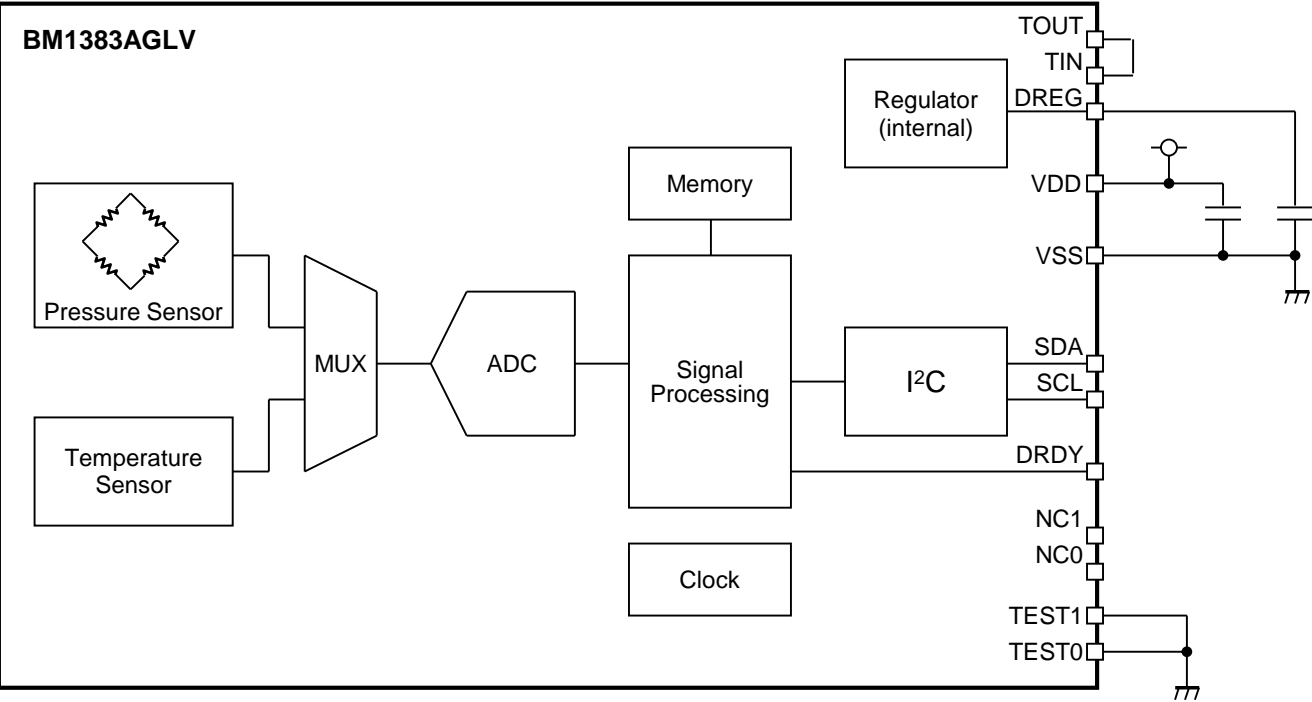 BM1383AGLV
TOUT
TIN
Regulator
(internal)
DREG
Memory
VDD
VSS
Pressure Sensor
MUX
ADC
Signal
Processing
I²C
SDA
SCL
Temperature
Sensor
DRDY
NC1
NC0
Clock
TEST1
TEST0